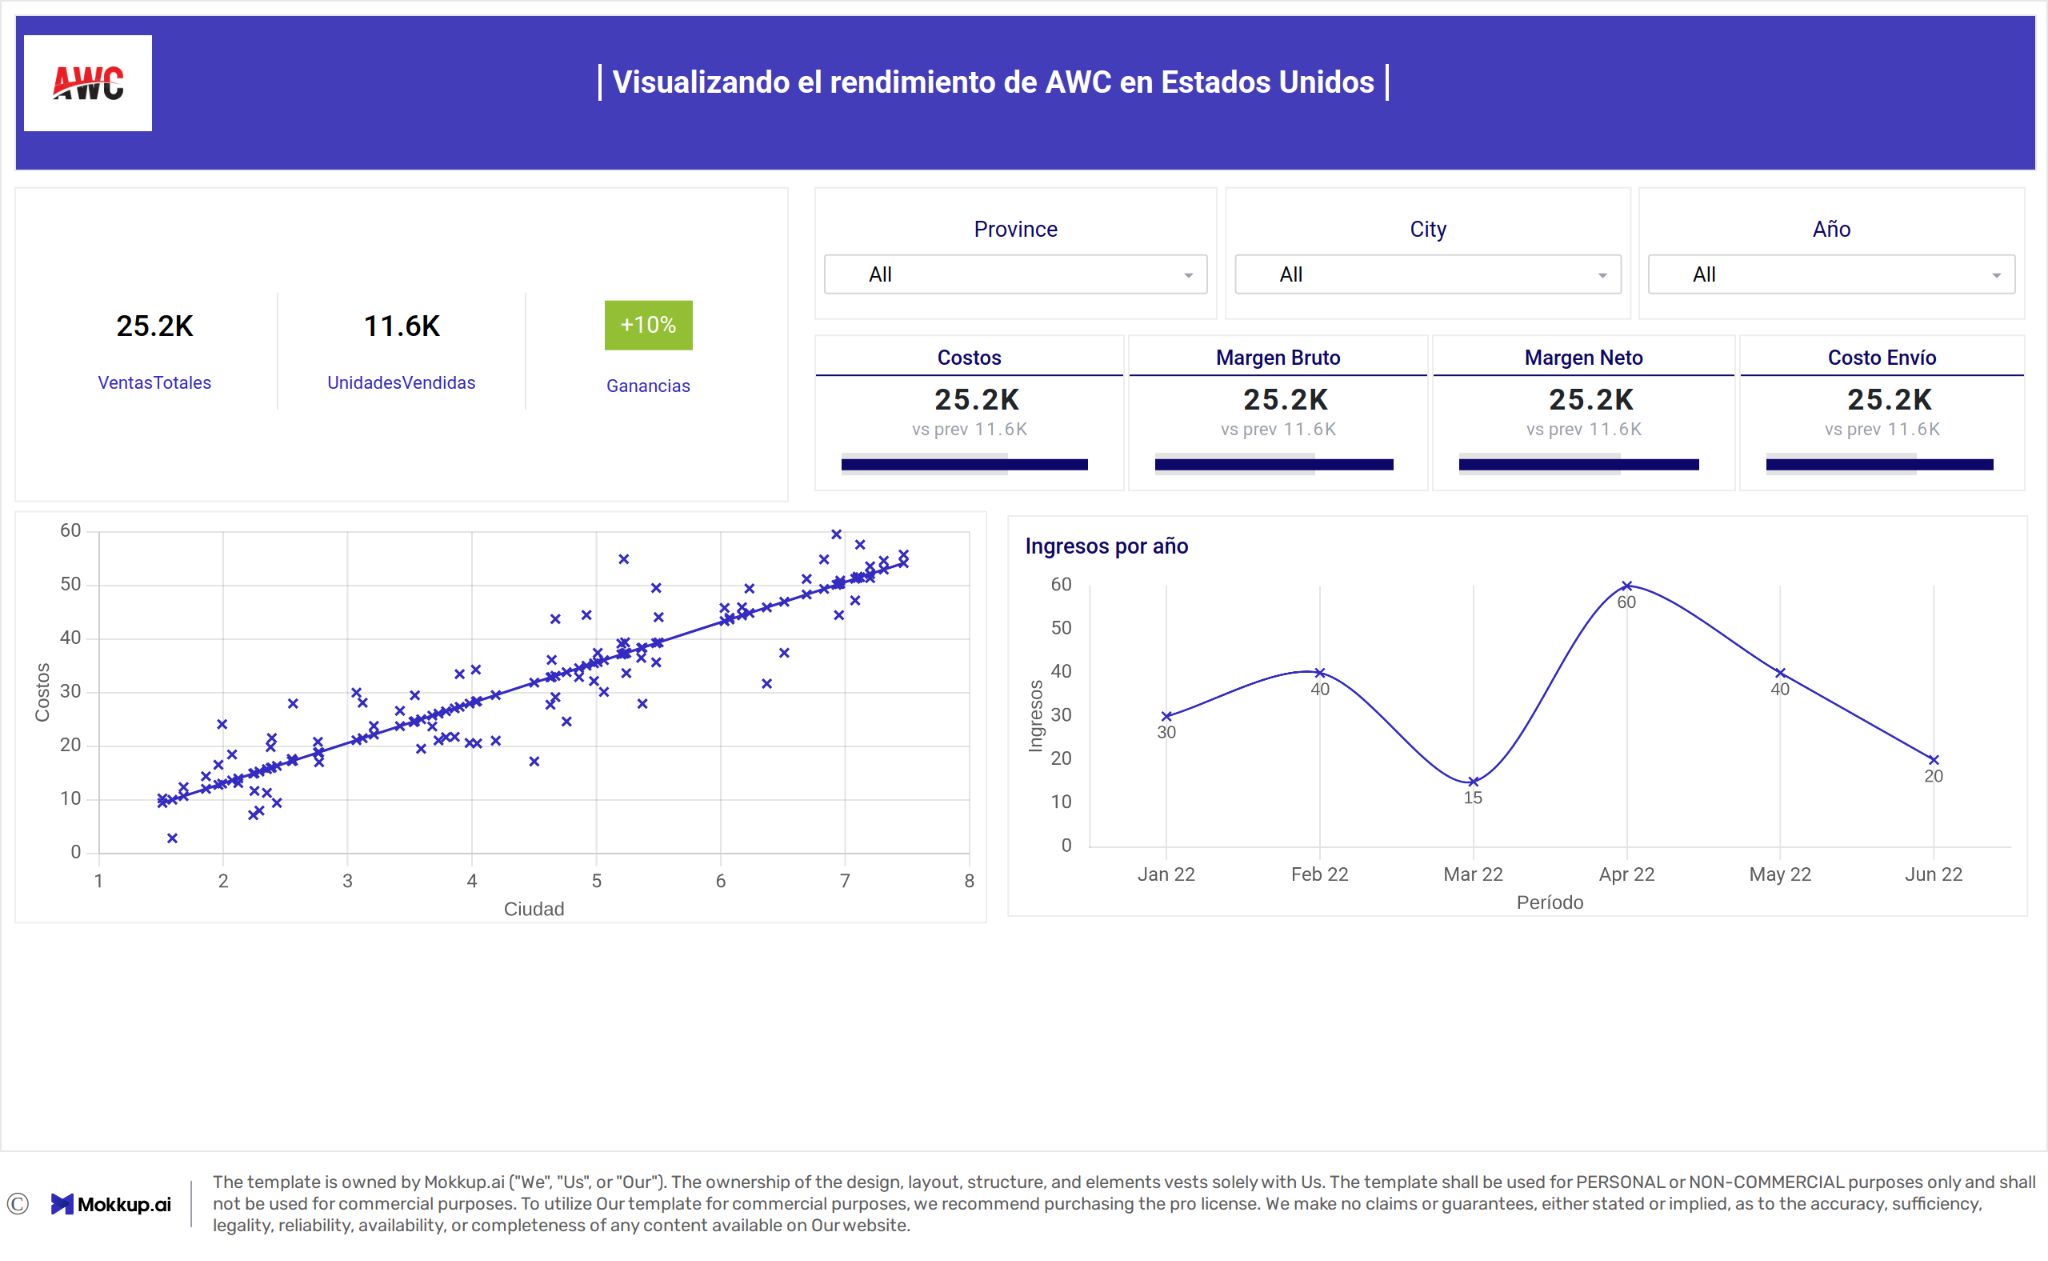 AWC
| Visualizando el rendimiento de AWC en Estados Unidos |
25.2K
VentasTotales
11.6K
UnidadesVendidas
+10%
Ganancias
Province
All
City
All
Año
All
Costos
25.2K
vs prev 11.6K
Margen Bruto
25.2K
vs prev 11.6K
Margen Neto
25.2K
vs prev 11.6K
Costo Envío
25.2K
vs prev 11.6K
Costos
60
50
40
30
20
10
0
1 2 3 4 5 6 7 8
Ciudad
Ingresos por año
Ingresos
60
50
40
30
20
10
0
30
40
15
60
40
20
Jan 22 Feb 22 Mar 22 Apr 22 May 22 Jun 22
Período
© Mokkup.ai
The template is owned by Mokkup.ai ("We", "Us", or "Our"). The ownership of the design, layout, structure, and elements vests solely with Us. The template shall be used for PERSONAL or NON-COMMERCIAL purposes only and shall
not be used for commercial purposes. To utilize Our template for commercial purposes, we recommend purchasing the pro license. We make no claims or guarantees, either stated or implied, as to the accuracy, sufficiency,
legality, reliability, availability, or completeness of any content available on Our website.